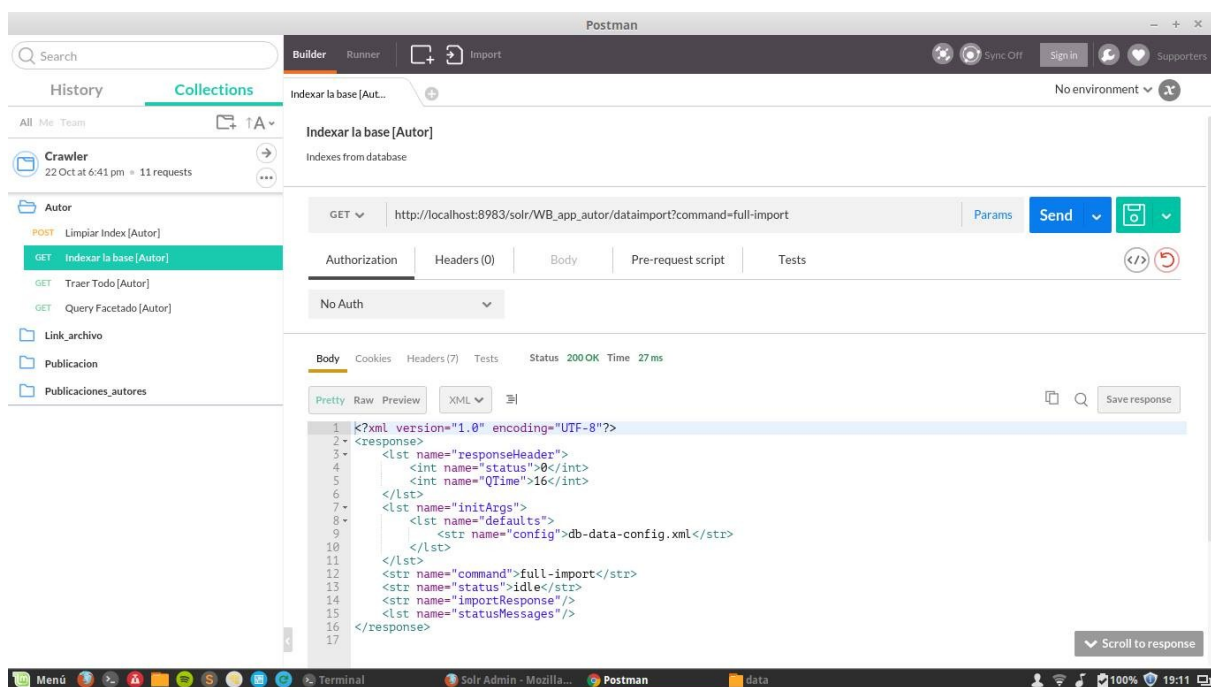 Postman
Search
Builder Runner Import Sync Off Sign in Supporters
History Collections
Indexar la base [Aut...
No environment
All Me Team
↑A
Crawler
22 Oct at 6:41 pm 11 requests
Autor
POST Limpiar Index [Autor]
GET Indexar la base [Autor]
GET Traer Todo [Autor]
GET Query Facetado [Autor]
Link_archivo
Publicacion
Publicaciones_autores
Indexar la base [Autor]
Indexes from database
GET http://localhost:8983/solr/WB_app_autor/dataimport?command=full-import Params Send
Authorization Headers (0) Body Pre-request script Tests
No Auth
Body Cookies Headers (7) Tests Status 200 OK Time 27 ms
Pretty Raw Preview XML Save response
1 <?xml version="1.0" encoding="UTF-8"?>
2 <response>
3 <lst name="responseHeader">
4 <int name="status">0</int>
5 <int name="QTime">16</int>
6 </lst>
7 <lst name="initArgs">
8 <lst name="defaults">
9 <str name="config">db-data-config.xml</str>
10 </lst>
11 </lst>
12 <str name="command">full-import</str>
13 <str name="status">idle</str>
14 <str name="importResponse"/>
15 <lst name="statusMessages"/>
16 </response>
17
Scroll to response
Menú Terminal Solr Admin - Mozilla... Postman data 100% 19:11